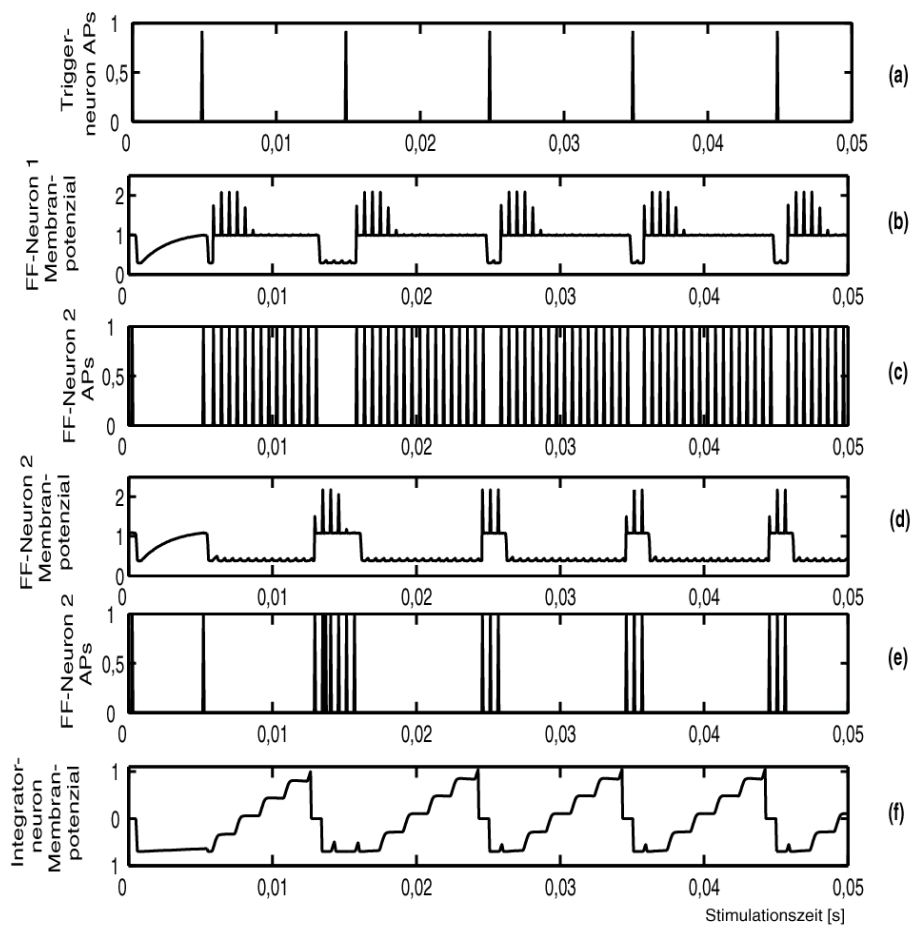 Trigger-
neuron APs
1
0,5
0
0 0,01 0,02 0,03 0,04 0,05
(a)
FF-Neuron 1
Membran-
potenzial
2
1
0
0 0,01 0,02 0,03 0,04 0,05
(b)
FF-Neuron 2
APs
1
0,5
0
0 0,01 0,02 0,03 0,04 0,05
(c)
FF-Neuron 2
Membran-
potenzial
2
1
0
0 0,01 0,02 0,03 0,04 0,05
(d)
FF-Neuron 2
APs
1
0,5
0
0 0,01 0,02 0,03 0,04 0,05
(e)
Integrator-
neuron
Membran-
potenzial
1
0
1
0 0,01 0,02 0,03 0,04 0,05
(f)
Stimulationszeit [s]